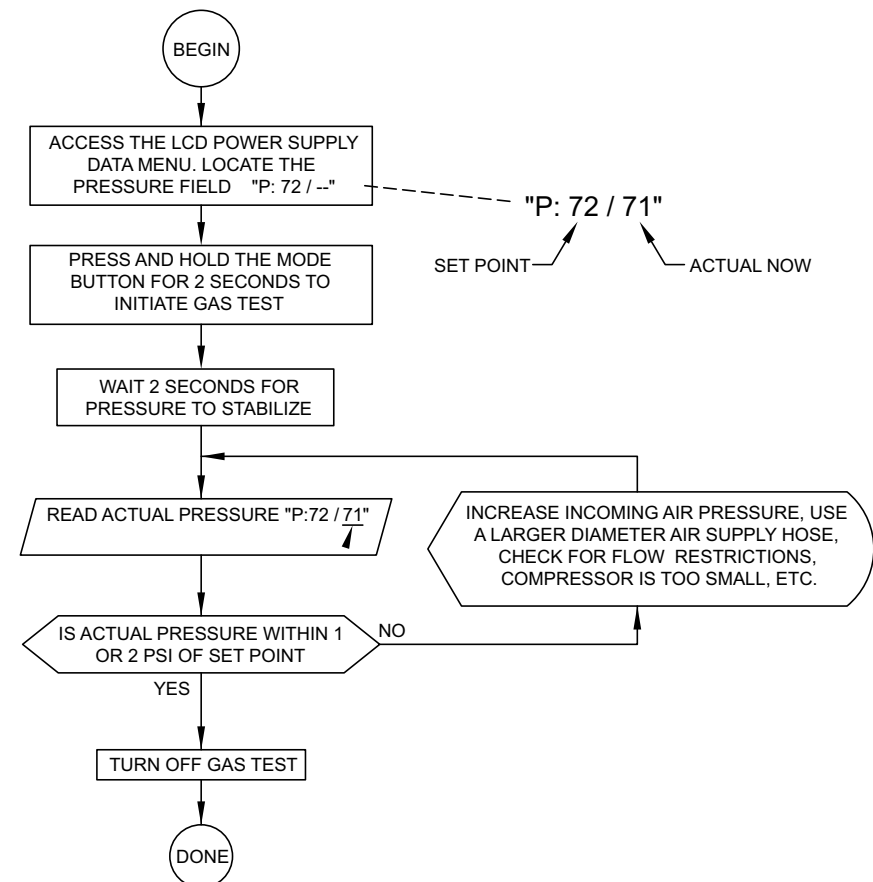 BEGIN
ACCESS THE LCD POWER SUPPLY
DATA MENU. LOCATE THE
PRESSURE FIELD "P: 72 / --"
"P: 72 / 71"
SET POINT
ACTUAL NOW
PRESS AND HOLD THE MODE
BUTTON FOR 2 SECONDS TO
INITIATE GAS TEST
WAIT 2 SECONDS FOR
PRESSURE TO STABILIZE
READ ACTUAL PRESSURE "P:72 / 71"
INCREASE INCOMING AIR PRESSURE, USE
A LARGER DIAMETER AIR SUPPLY HOSE,
CHECK FOR FLOW RESTRICTIONS,
COMPRESSOR IS TOO SMALL, ETC.
IS ACTUAL PRESSURE WITHIN 1
OR 2 PSI OF SET POINT
NO
YES
TURN OFF GAS TEST
DONE